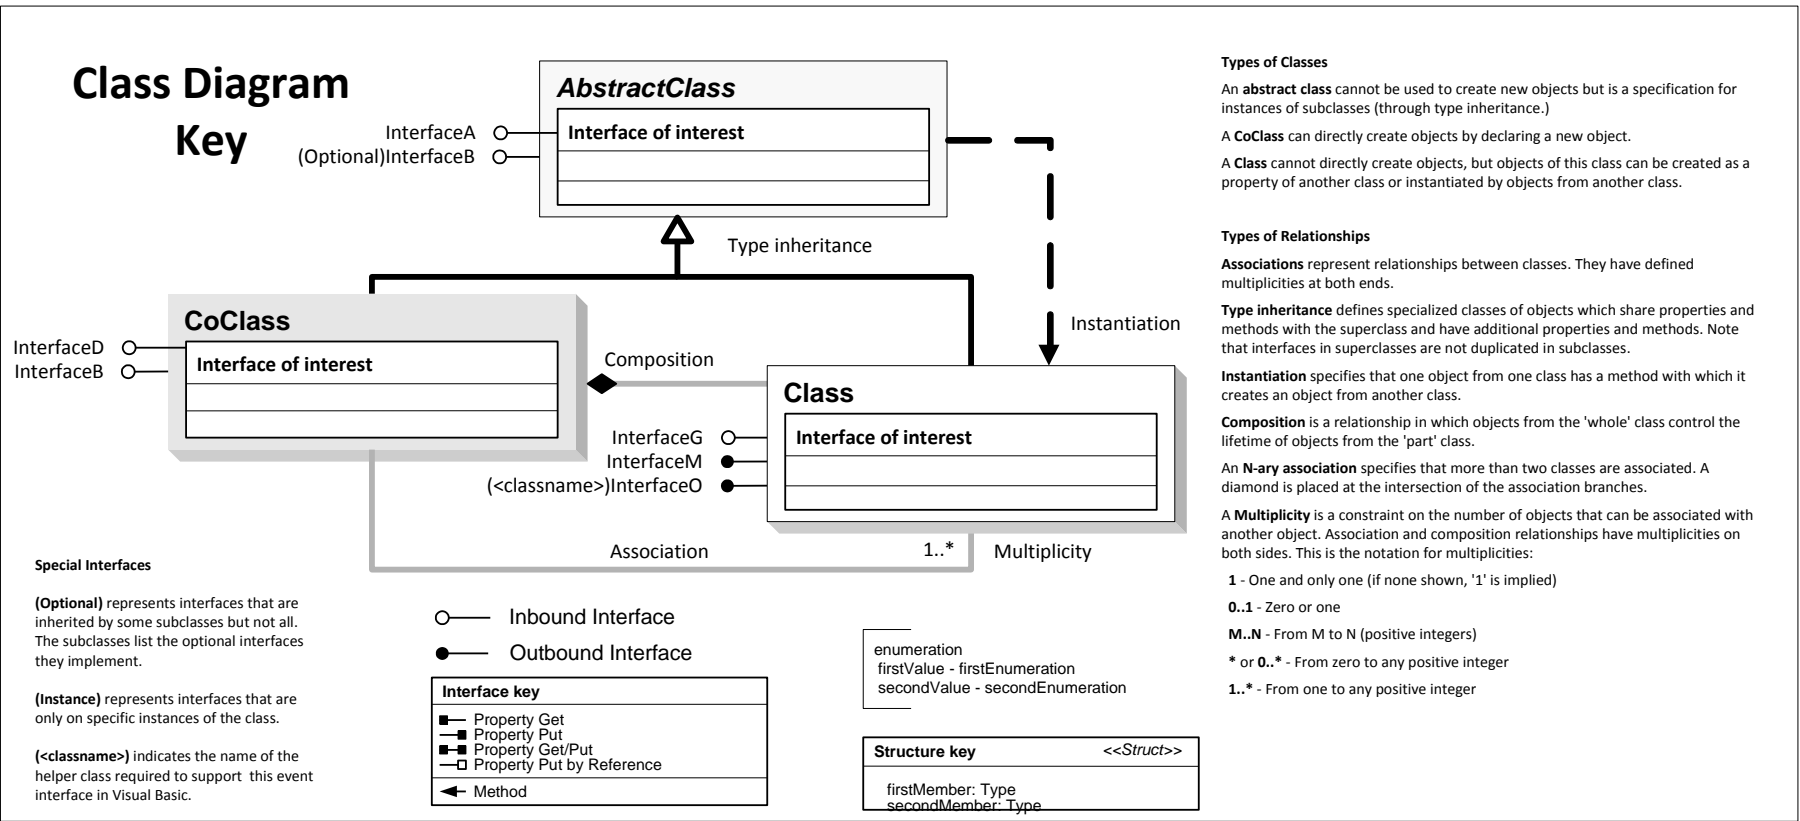 Class Diagram
Key
AbstractClass
Interface of interest
InterfaceA
(Optional)InterfaceB
Type inheritance
Instantiation
CoClass
Interface of interest
InterfaceD
InterfaceB
Composition
Class
Interface of interest
InterfaceG
InterfaceM
(<classname>)InterfaceO
Association
1..*
Multiplicity
Special Interfaces
(Optional) represents interfaces that are
inherited by some subclasses but not all.
The subclasses list the optional interfaces
they implement.
(Instance) represents interfaces that are
only on specific instances of the class.
(<classname>) indicates the name of the
helper class required to support  this event
interface in Visual Basic.
Inbound Interface
Outbound Interface
Interface key
Property Get
Property Put
Property Get/Put
Property Put by Reference
Method
enumeration
firstValue - firstEnumeration
secondValue - secondEnumeration
Structure key <<Struct>>
firstMember: Type
secondMember: Type
Types of Classes
An abstract class cannot be used to create new objects but is a specification for
instances of subclasses (through type inheritance.)
A CoClass can directly create objects by declaring a new object.
A Class cannot directly create objects, but objects of this class can be created as a
property of another class or instantiated by objects from another class.
Types of Relationships
Associations represent relationships between classes. They have defined
multiplicities at both ends.
Type inheritance defines specialized classes of objects which share properties and
methods with the superclass and have additional properties and methods. Note
that interfaces in superclasses are not duplicated in subclasses.
Instantiation specifies that one object from one class has a method with which it
creates an object from another class.
Composition is a relationship in which objects from the 'whole' class control the
lifetime of objects from the 'part' class.
An N-ary association specifies that more than two classes are associated. A
diamond is placed at the intersection of the association branches.
A Multiplicity is a constraint on the number of objects that can be associated with
another object. Association and composition relationships have multiplicities on
both sides. This is the notation for multiplicities:
1 - One and only one (if none shown, '1' is implied)
0..1 - Zero or one
M..N - From M to N (positive integers)
* or 0..* - From zero to any positive integer
1..* - From one to any positive integer